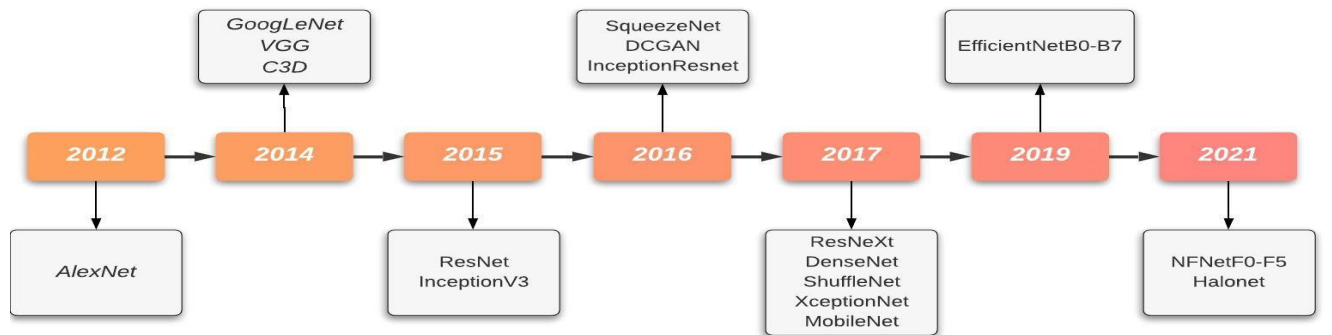 GoogLeNet
VGG
C3D
SqueezeNet
DCGAN
InceptionResnet
EfficientNetB0-B7
2012
2014
2015
2016
2017
2019
2021
AlexNet
ResNet
InceptionV3
ResNeXt
DenseNet
ShuffleNet
XceptionNet
MobileNet
NFNetF0-F5
Halonet